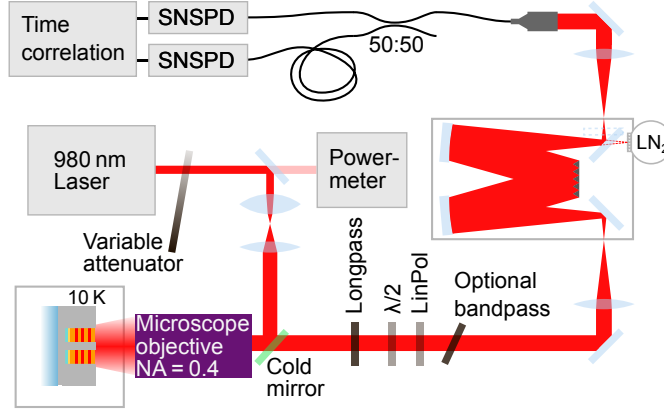 Time
correlation
SNSPD
SNSPD
50:50
LN₂
980 nm
Laser
Power-
meter
Variable
attenuator
10 K
Microscope
objective
NA = 0.4
Cold
mirror
Longpass
λ/2
LinPol
Optional
bandpass